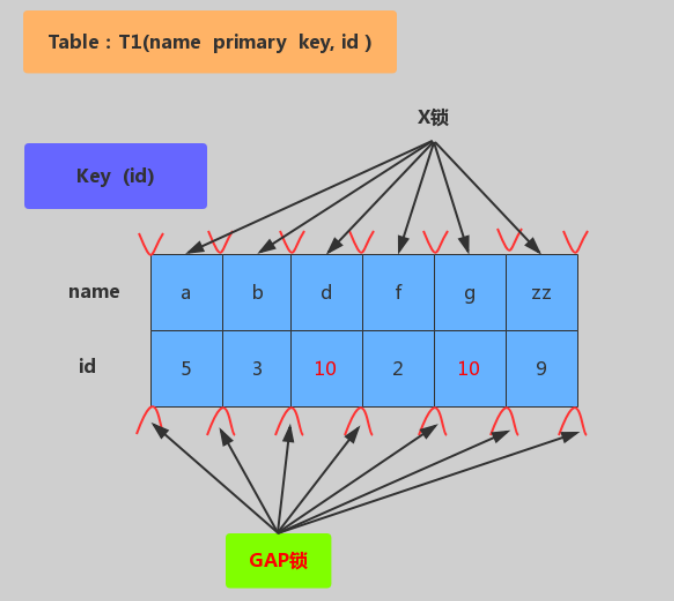 Table : T1(name primary key, id )
X锁
Key (id)
name a b d f g zz
id 5 3 10 2 10 9
GAP锁